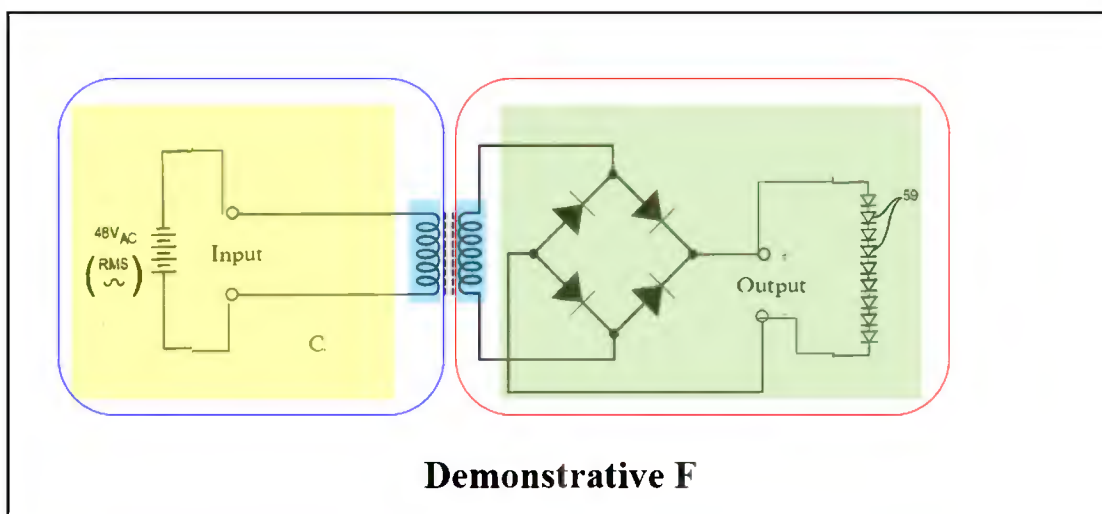 48VAC
(RMS
∼)
Input
C.
+
Output
−
59
Demonstrative F